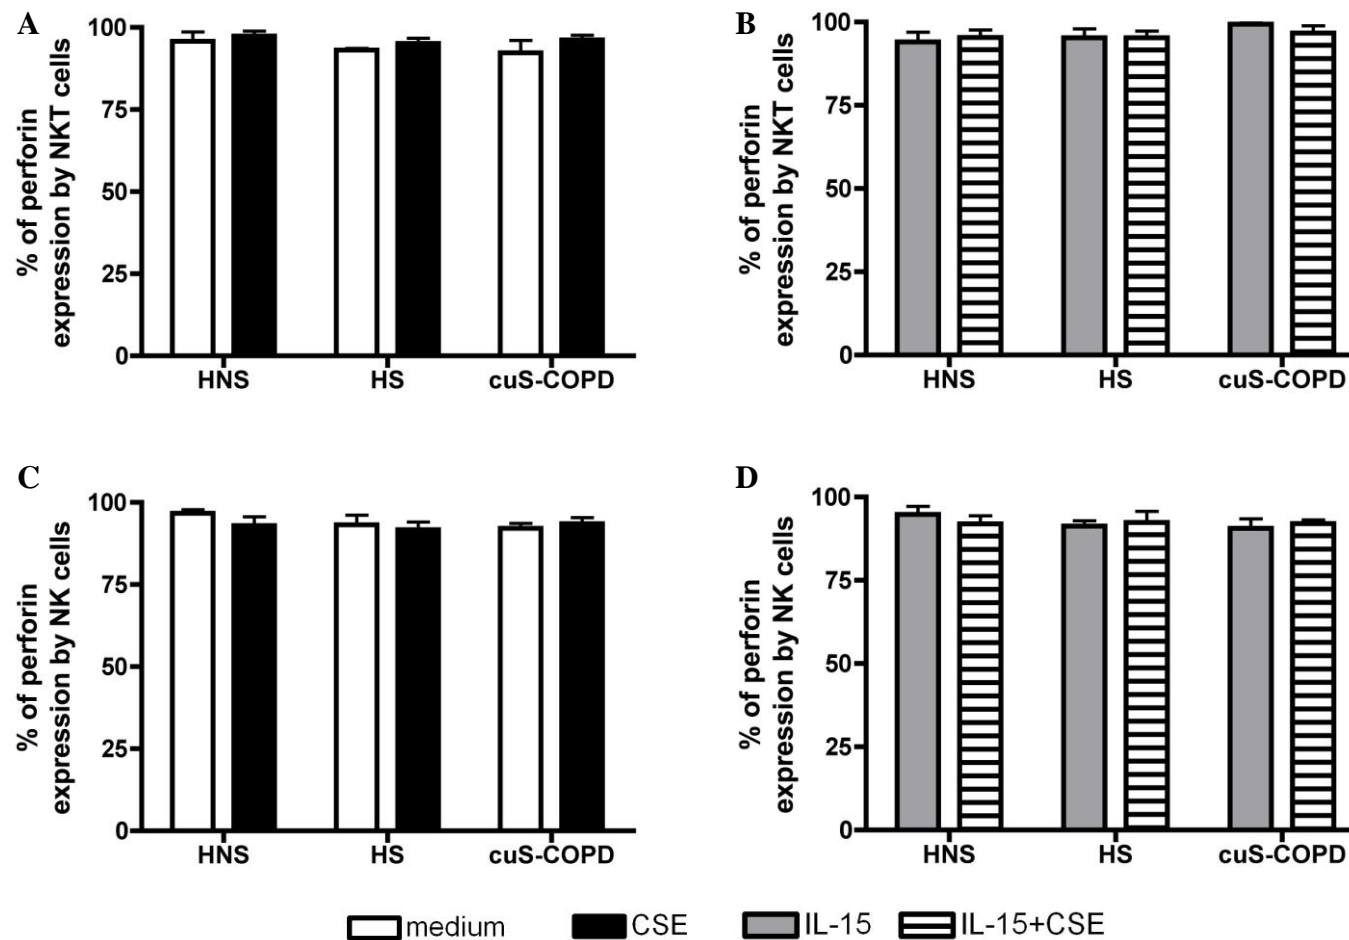 A
% of perforin
expression by NKT cells
100
75
50
25
0
HNS
HS
cuS-COPD
B
% of perforin
expression by NKT cells
100
75
50
25
0
HNS
HS
cuS-COPD
C
% of perforin
expression by NK cells
100
75
50
25
0
HNS
HS
cuS-COPD
D
% of perforin
expression by NK cells
100
75
50
25
0
HNS
HS
cuS-COPD
medium CSE IL-15 IL-15+CSE